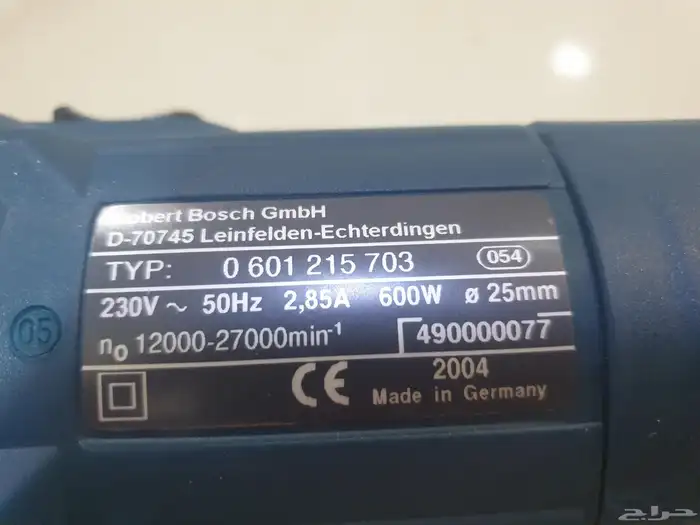 Robert Bosch GmbH
D-70745 Leinfelden-Echterdingen
TYP: 0 601 215 703 054
230V ~ 50Hz 2,85A 600W ø 25mm
n₀ 12000-27000min⁻¹ 490000077
CE 2004
Made in Germany
05
حراج